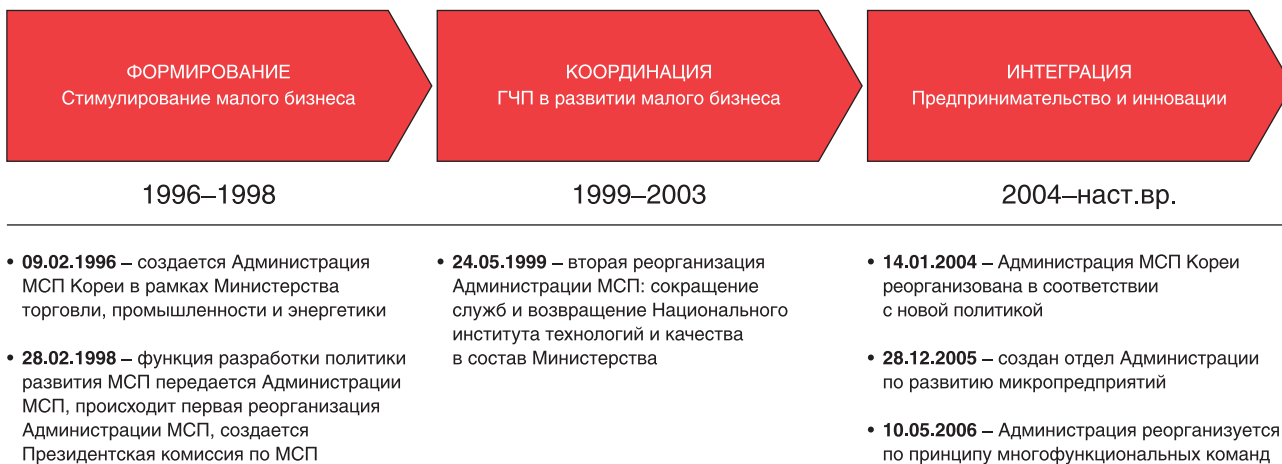 ФОРМИРОВАНИЕ
Стимулирование малого бизнеса
КООРДИНАЦИЯ
ГЧП в развитии малого бизнеса
ИНТЕГРАЦИЯ
Предпринимательство и инновации
1996–1998
1999–2003
2004–наст.вр.
• 09.02.1996 – создается Администрация
МСП Кореи в рамках Министерства
торговли, промышленности и энергетики
• 28.02.1998 – функция разработки политики
развития МСП передается Администрации
МСП, происходит первая реорганизация
Администрации МСП, создается
Президентская комиссия по МСП
• 24.05.1999 – вторая реорганизация
Администрации МСП: сокращение
служб и возвращение Национального
института технологий и качества
в состав Министерства
• 14.01.2004 – Администрация МСП Кореи
реорганизована в соответствии
с новой политикой
• 28.12.2005 – создан отдел Администрации
по развитию микропредприятий
• 10.05.2006 – Администрация реорганизуется
по принципу многофункциональных команд